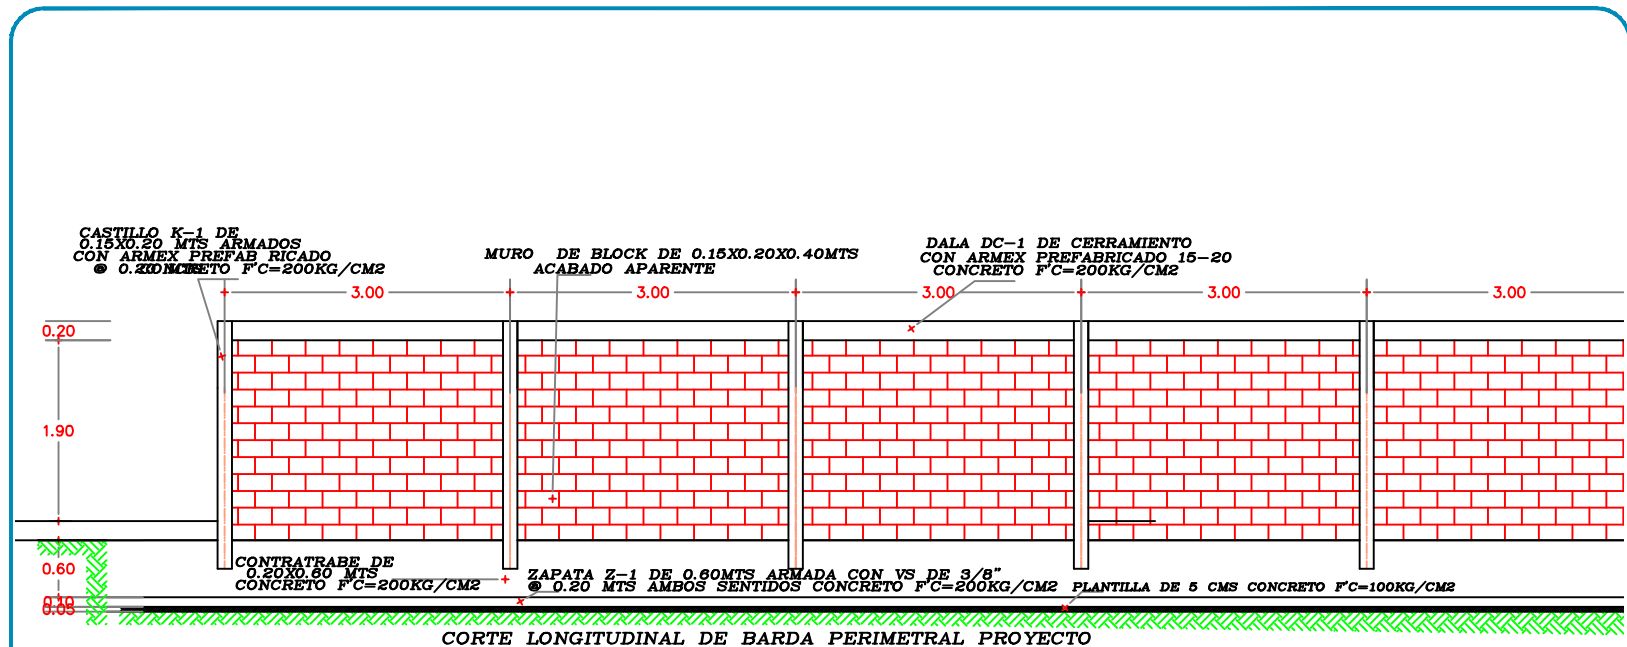 CASTILLO K-1 DE
0.15X0.20 MTS ARMADOS
CON ARMEX PREFAB RICADO
@ 0.20 MTS
CONCRETO F'C=200KG/CM2
MURO DE BLOCK DE 0.15X0.20X0.40MTS
ACABADO APARENTE
DALA DC-1 DE CERRAMIENTO
CON ARMEX PREFABRICADO 15-20
CONCRETO F'C=200KG/CM2
3.00
3.00
3.00
3.00
3.00
0.20
1.90
0.60
0.10
0.05
CONTRATRABE DE
0.20X0.60 MTS
CONCRETO F'C=200KG/CM2
ZAPATA Z-1 DE 0.60MTS ARMADA CON VS DE 3/8"
@ 0.20 MTS AMBOS SENTIDOS CONCRETO F'C=200KG/CM2
PLANTILLA DE 5 CMS CONCRETO F'C=100KG/CM2
CORTE LONGITUDINAL DE BARDA PERIMETRAL PROYECTO